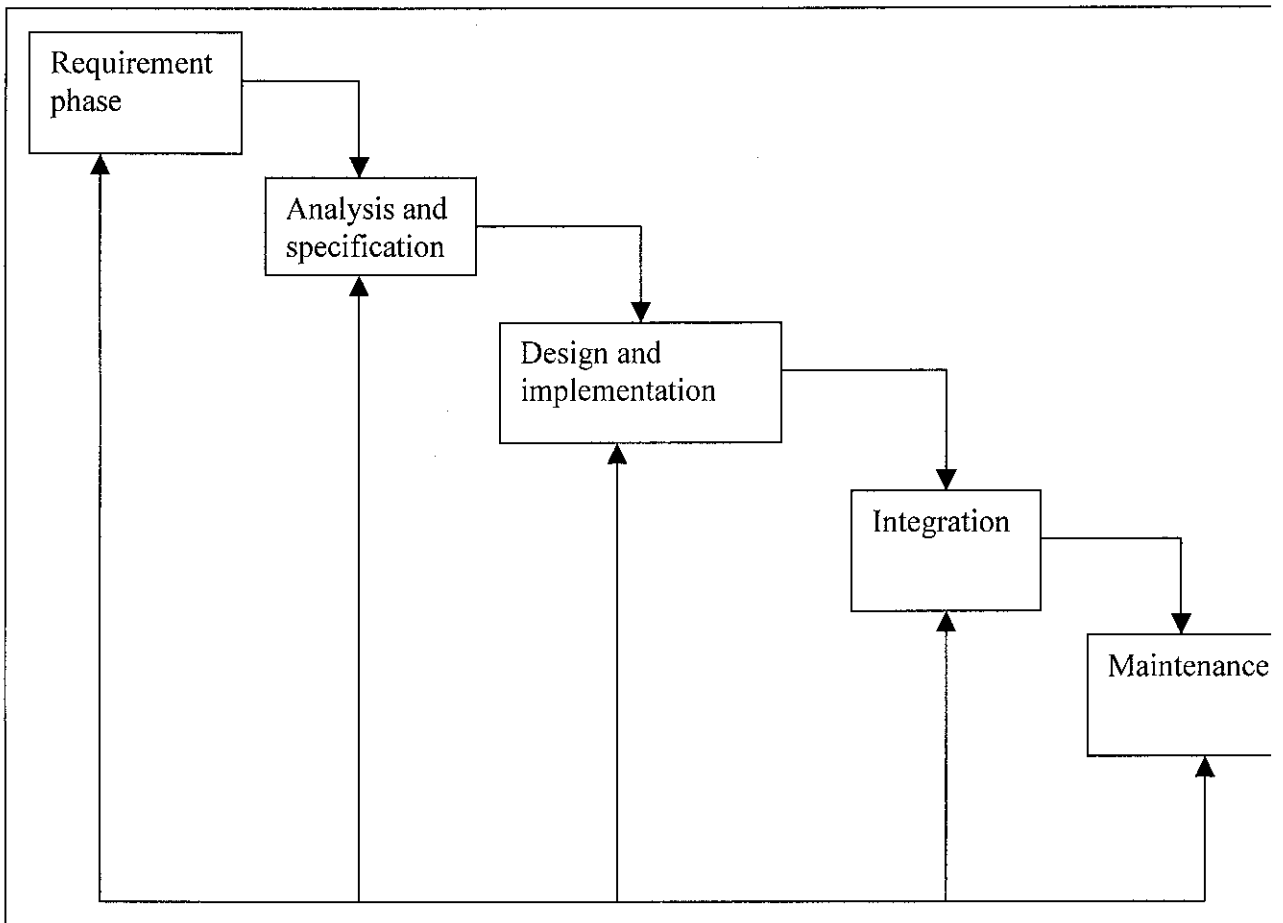 Requirement
phase
Analysis and
specification
Design and
implementation
Integration
Maintenance